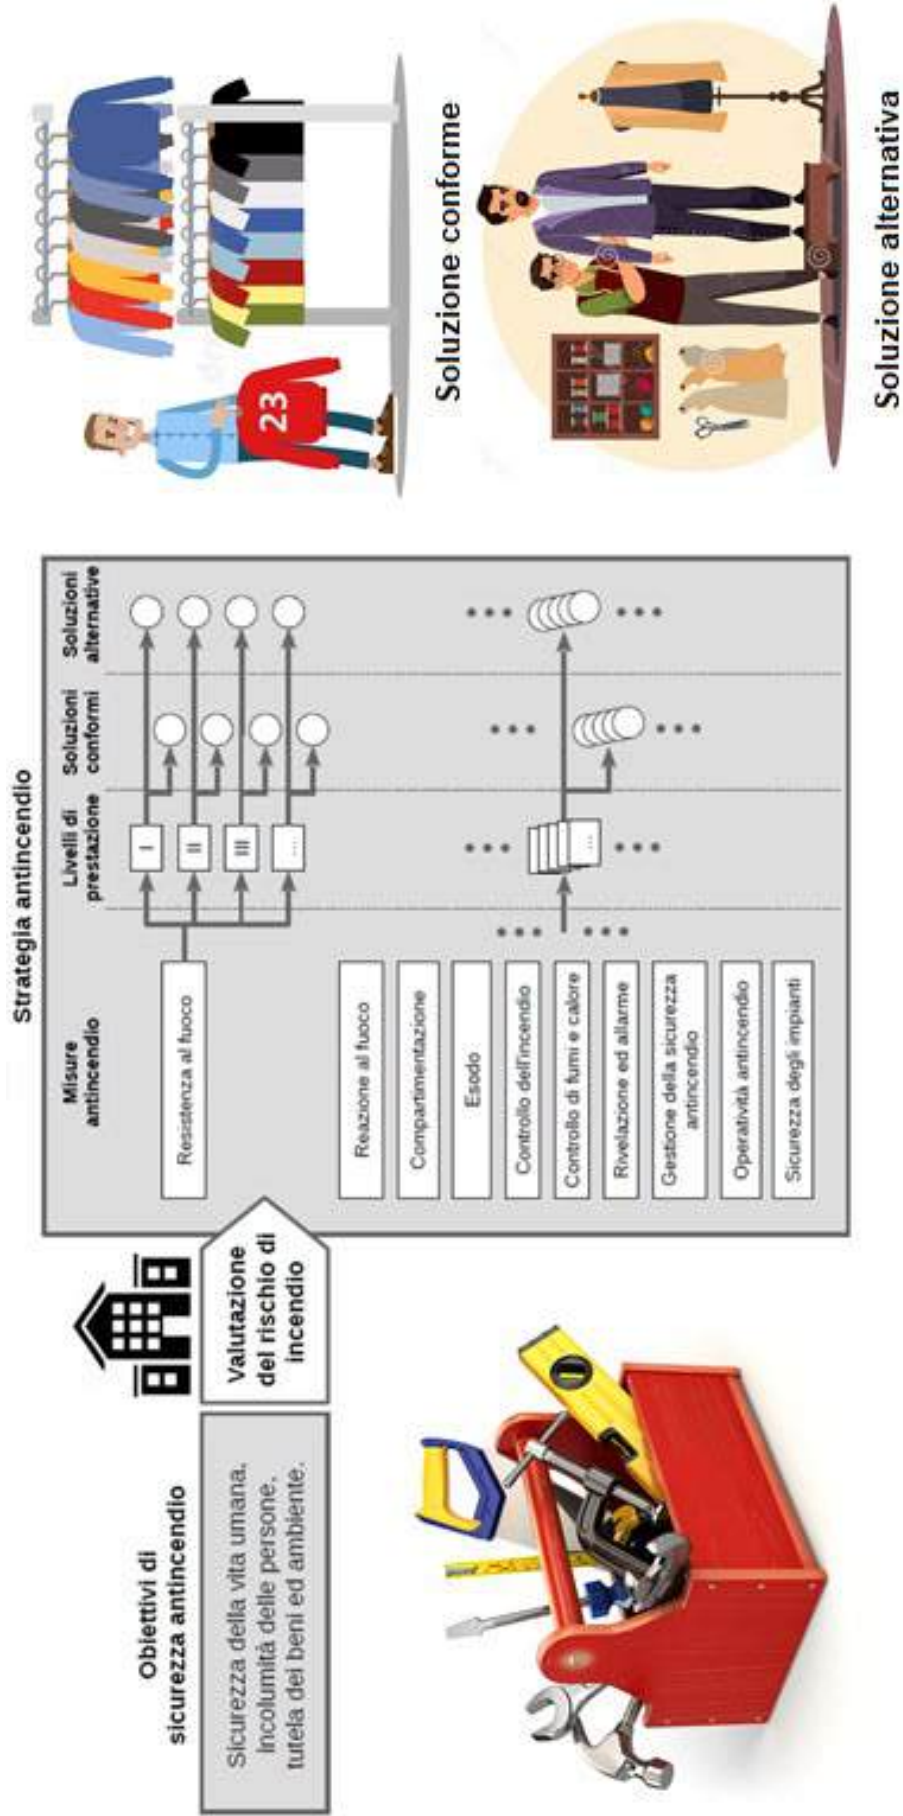 Obiettivi di
sicurezza antincendio
Sicurezza della vita umana,
incolumità delle persone,
tutela dei beni ed ambiente.
Valutazione
del rischio di
incendio
Strategia antincendio
Misure
antincendio
Livelli di
prestazione
Soluzioni
conformi
Soluzioni
alternative
Resistenza al fuoco
I
II
III
...
Reazione al fuoco
Compartimentazione
Esodo
Controllo dell'incendio
Controllo di fumi e calore
Rivelazione ed allarme
Gestione della sicurezza
antincendio
Operatività antincendio
Sicurezza degli impianti
...
23
Soluzione conforme
Soluzione alternativa